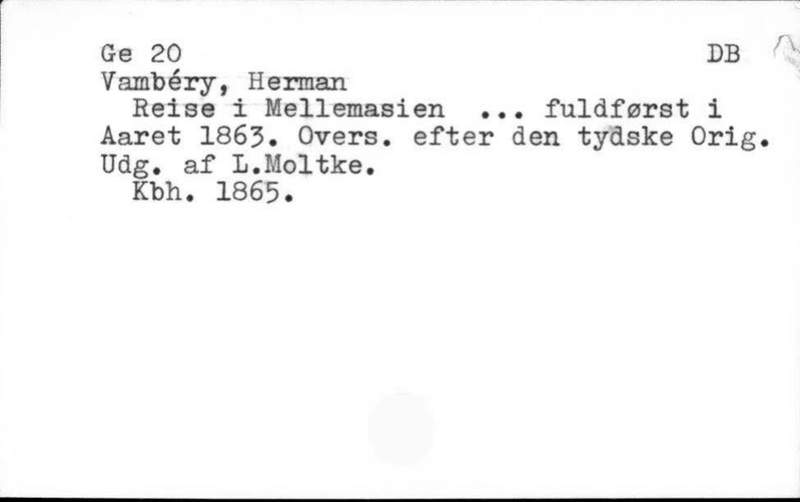 Ge 20 DB
Vambéry, Herman
Reise i Mellemasien ... fuldførst i
Aaret 1863. Overs. efter den tydske Orig.
Udg. af L.Moltke.
Kbh. 1865.